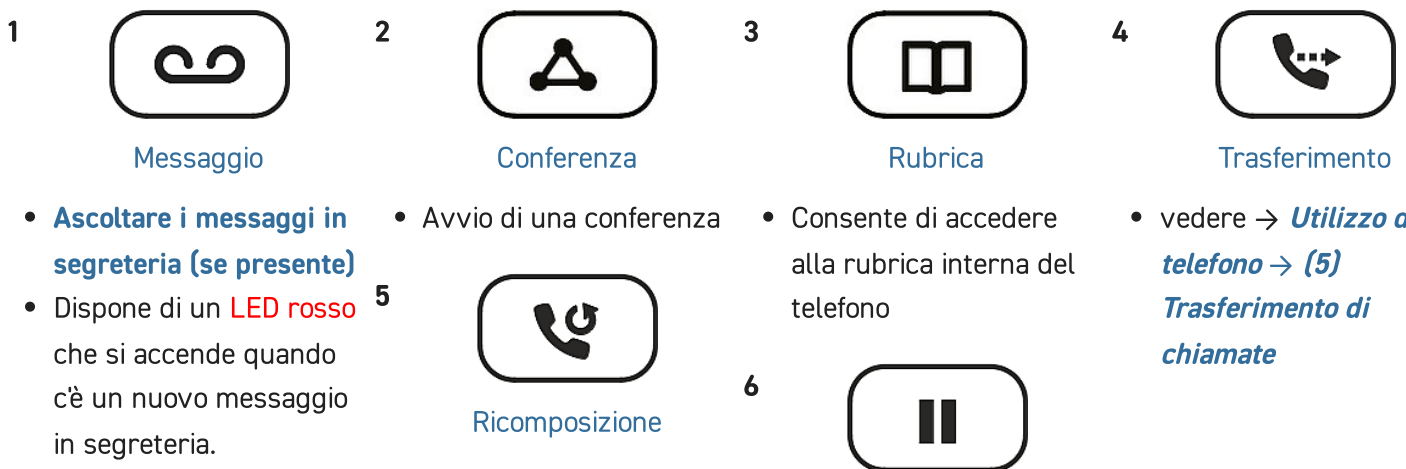 1
Messaggio
• Ascoltare i messaggi in
segreteria (se presente)
• Dispone di un LED rosso
che si accende quando
c'è un nuovo messaggio
in segreteria.
2
Conferenza
• Avvio di una conferenza
5
Ricomposizione
3
Rubrica
• Consente di accedere
alla rubrica interna del
telefono
6
4
Trasferimento
• vedere → Utilizzo
telefono → (5)
Trasferimento di
chiamate